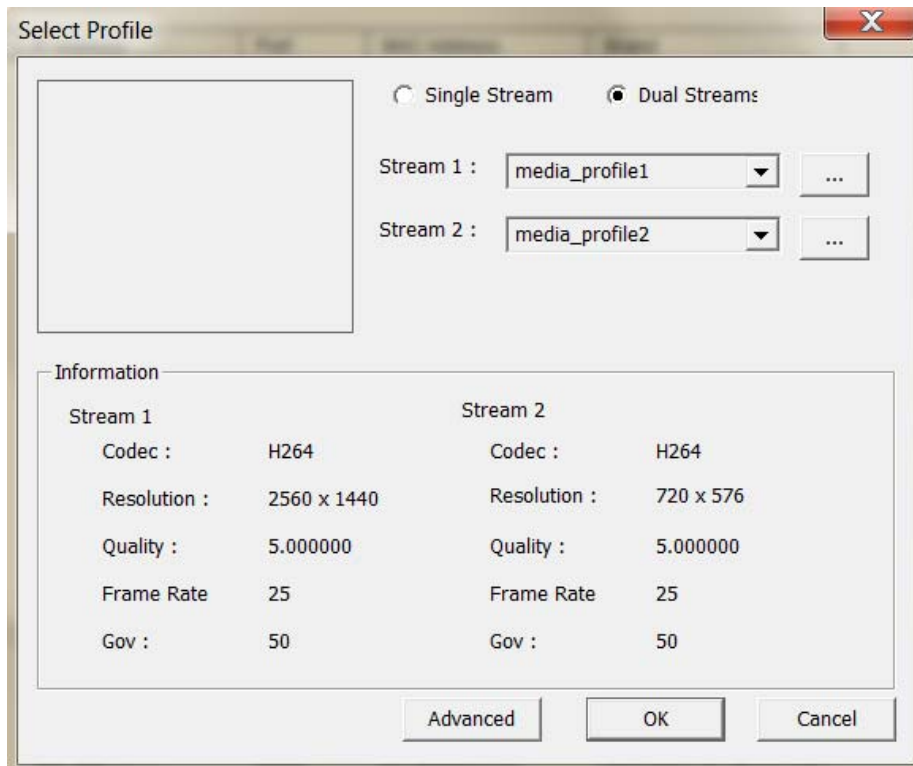 Select Profile
Single Stream Dual Streams
Stream 1 : media_profile1 ...
Stream 2 : media_profile2 ...
Information
Stream 1 Stream 2
Codec : H264 Codec : H264
Resolution : 2560 x 1440 Resolution : 720 x 576
Quality : 5.000000 Quality : 5.000000
Frame Rate 25 Frame Rate 25
Gov : 50 Gov : 50
Advanced OK Cancel